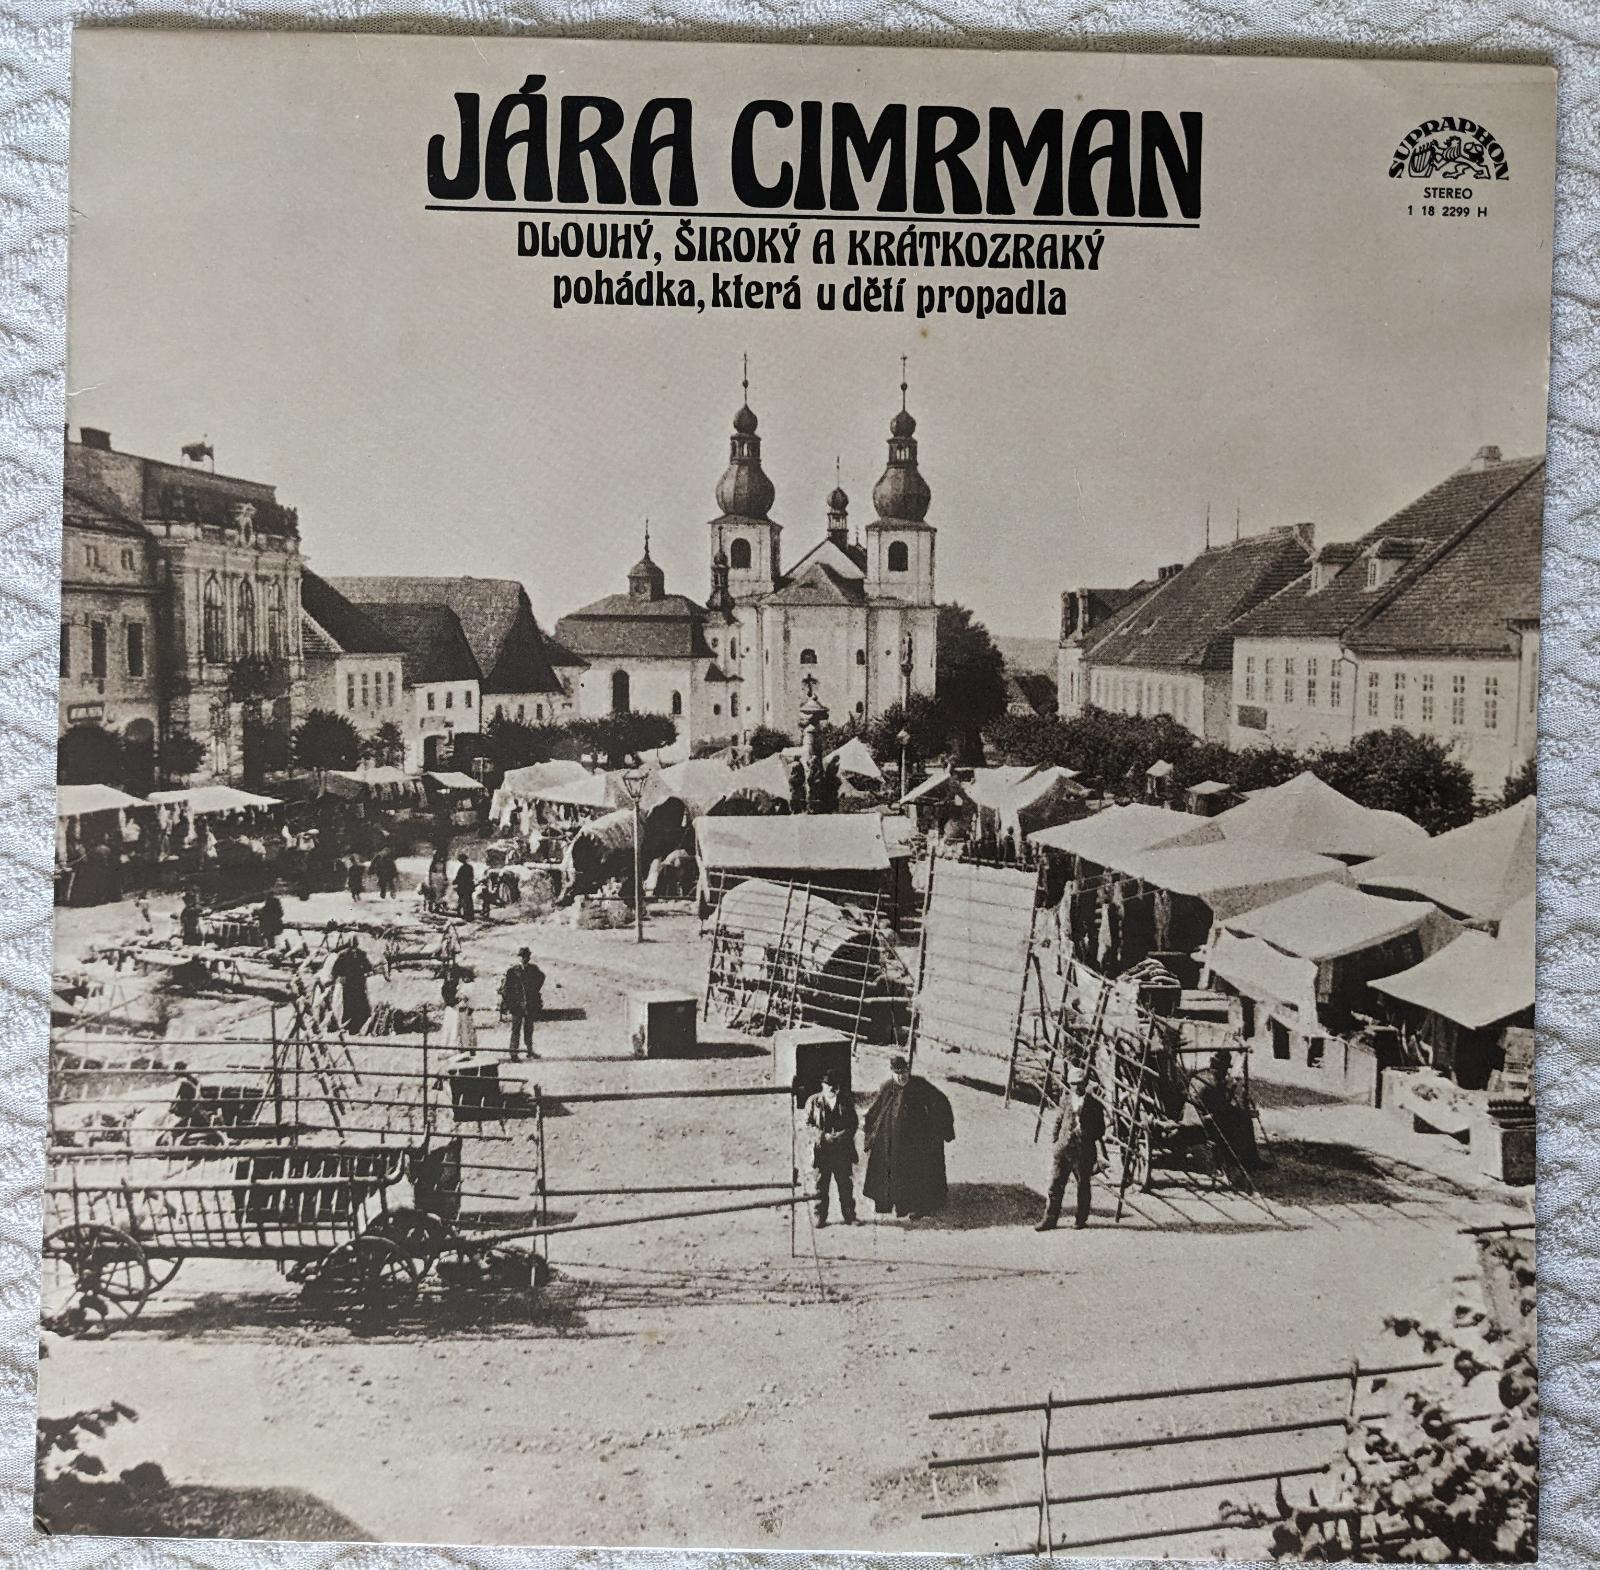 JÁRA CIMRMAN
DLOUHÝ, ŠIROKÝ A KRÁTKOZRAKÝ
pohádka, která u dětí propadla
SUPRAPHON
STEREO
1 18 2299 H